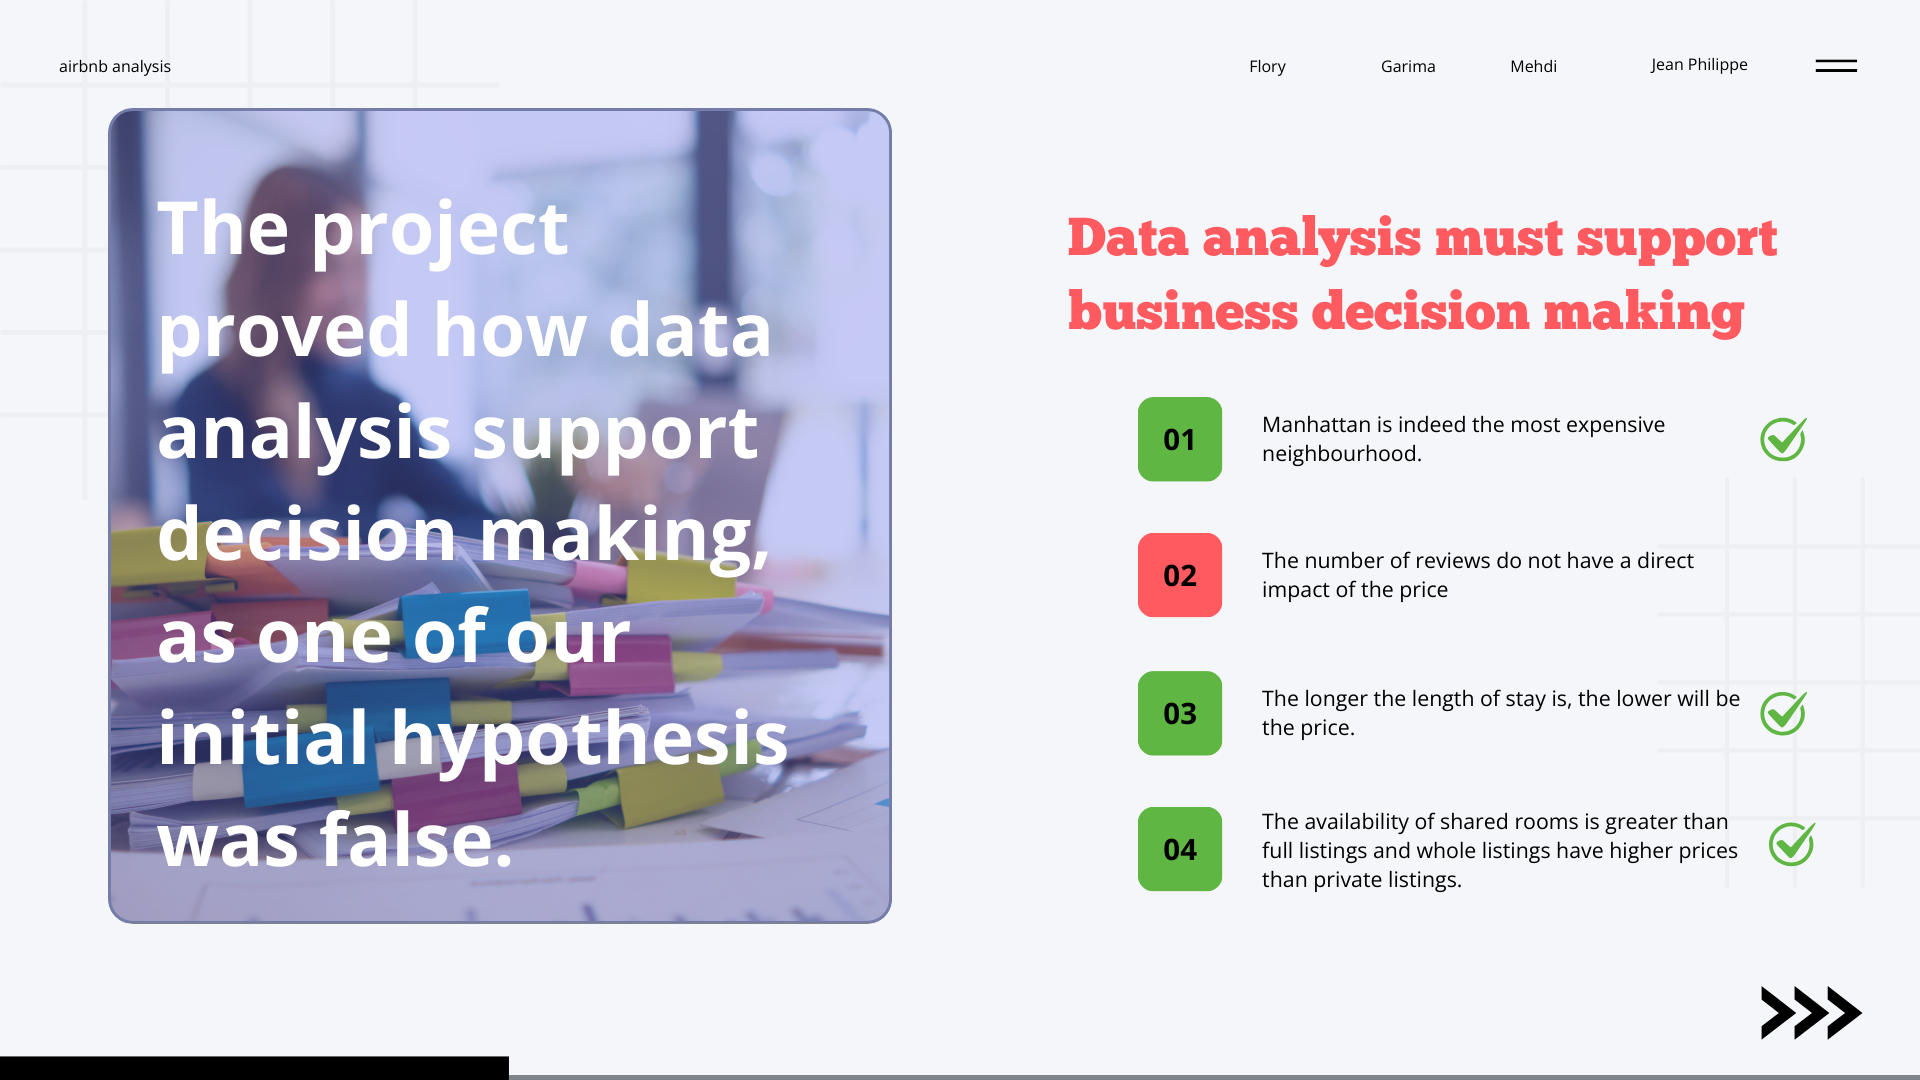 airbnb analysis
Flory
Garima
Mehdi
Jean Philippe
The project
proved how data
analysis support
decision making,
as one of our
initial hypothesis
was false.
Data analysis must support
business decision making
01
Manhattan is indeed the most expensive
neighbourhood.
02
The number of reviews do not have a direct
impact of the price
03
The longer the length of stay is, the lower will be
the price.
04
The availability of shared rooms is greater than
full listings and whole listings have higher prices
than private listings.